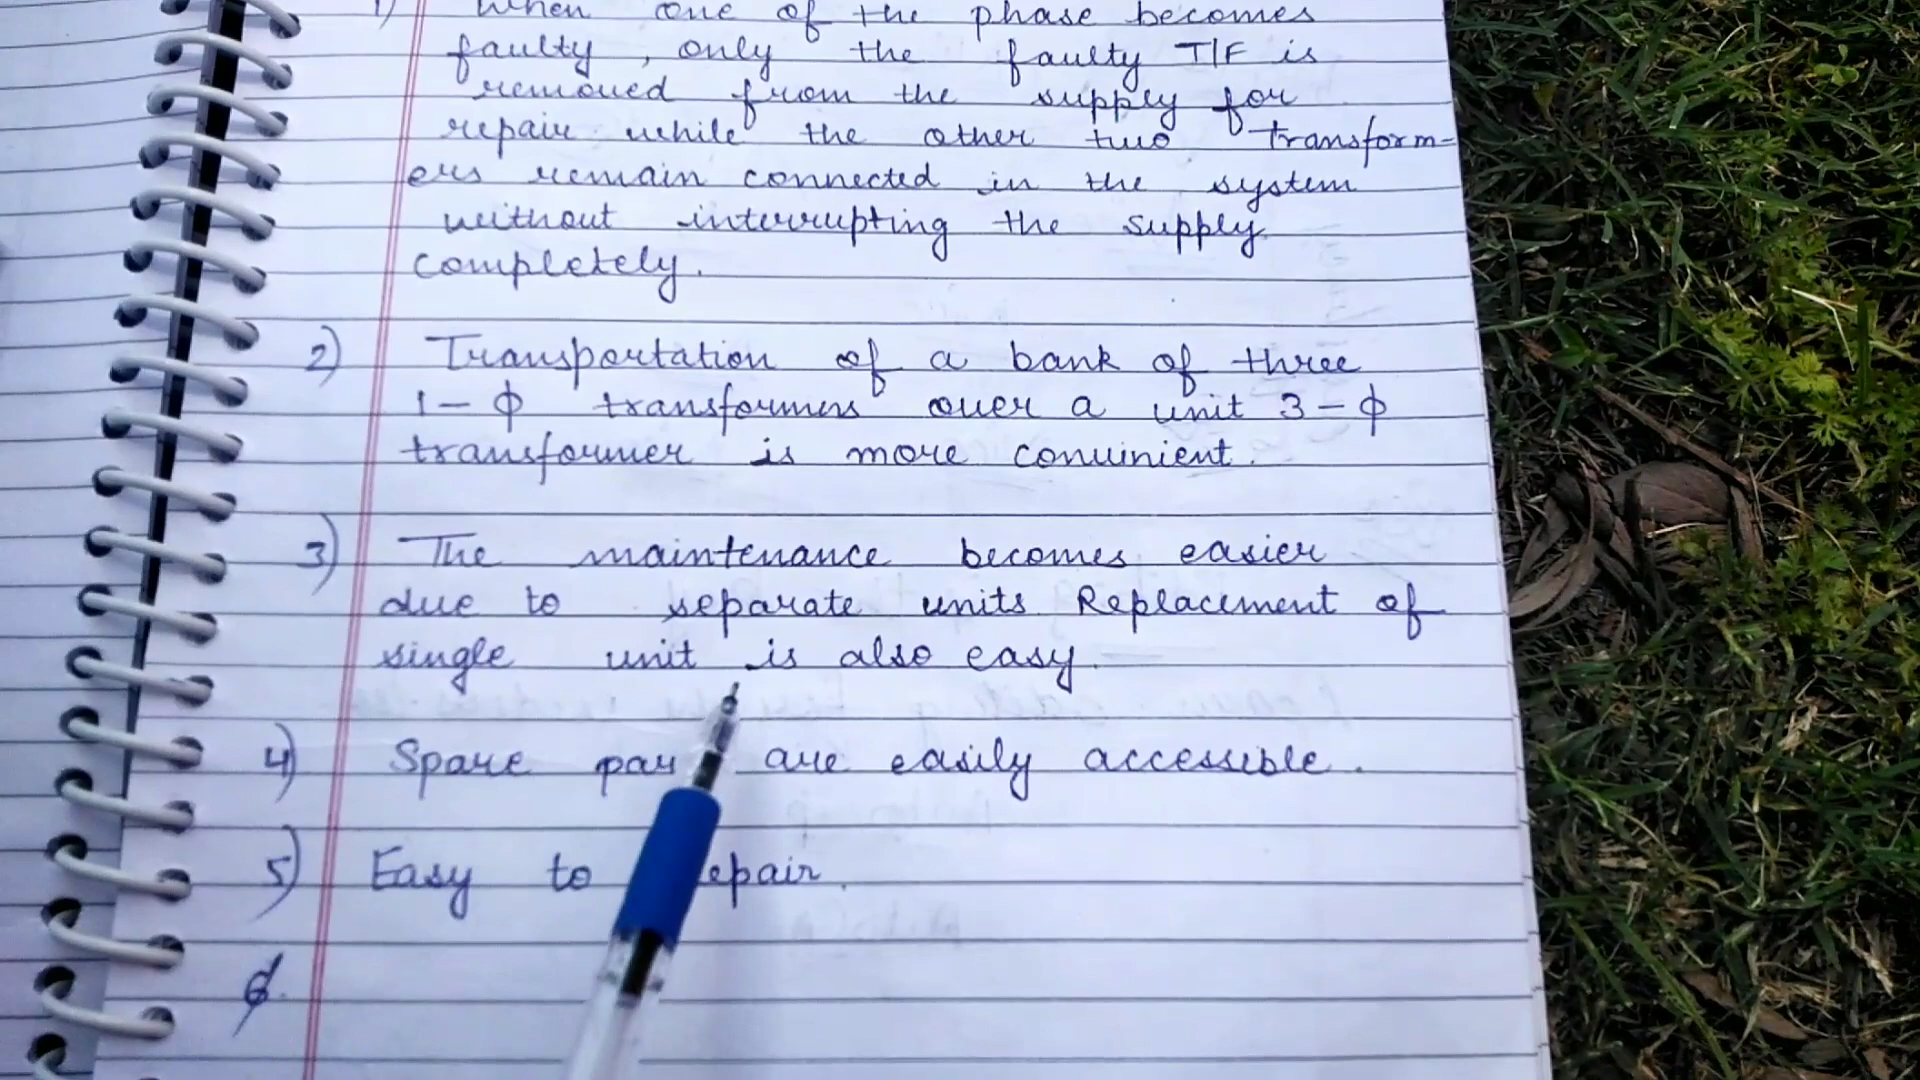 1) When one of the phase becomes
faulty, only the faulty T/F is
removed from the supply for
repair while the other two transform-
ers remain connected in the system
without interrupting the supply
completely.
2) Transportation of a bank of three
1-ϕ transformers over a unit 3-ϕ
transformer is more convinient.
3) The maintenance becomes easier
due to separate units. Replacement of
single unit is also easy.
4) Spare are easily accessible.
5) Easy to repair.